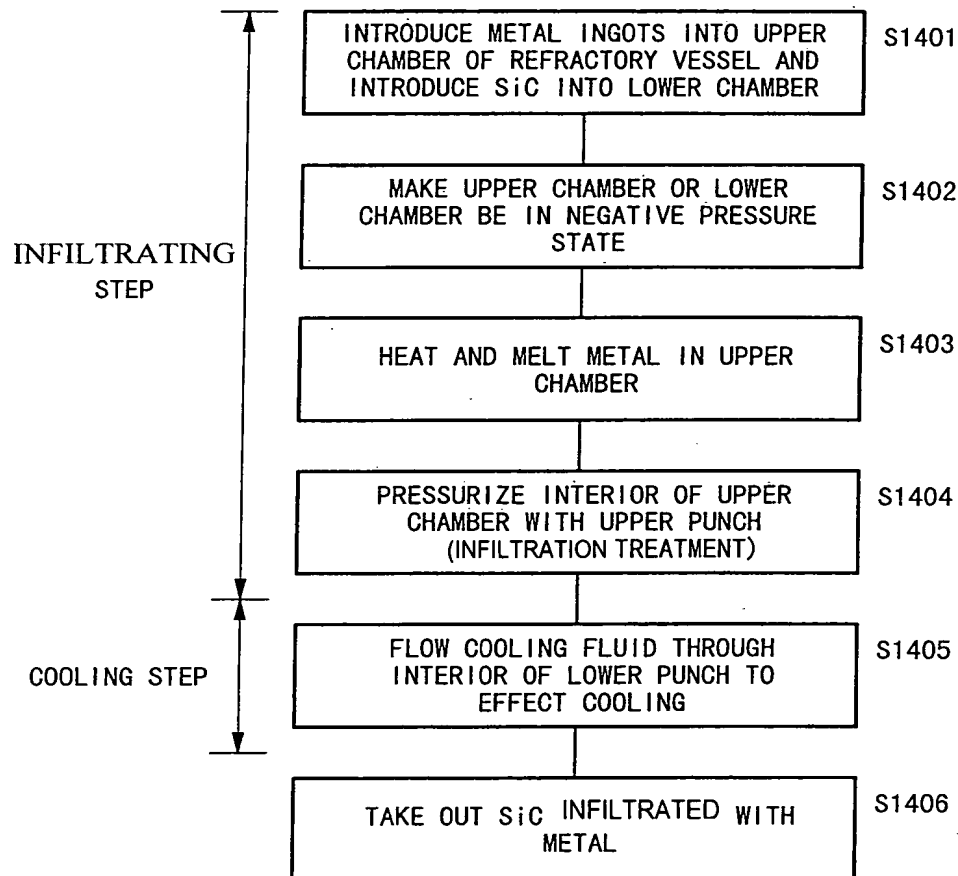 INTRODUCE METAL INGOTS INTO UPPER
CHAMBER OF REFRACTORY VESSEL AND
INTRODUCE SiC INTO LOWER CHAMBER
S1401
MAKE UPPER CHAMBER OR LOWER
CHAMBER BE IN NEGATIVE PRESSURE
STATE
S1402
INFILTRATING
STEP
HEAT AND MELT METAL IN UPPER
CHAMBER
S1403
PRESSURIZE INTERIOR OF UPPER
CHAMBER WITH UPPER PUNCH
(INFILTRATION TREATMENT)
S1404
COOLING STEP
FLOW COOLING FLUID THROUGH
INTERIOR OF LOWER PUNCH TO
EFFECT COOLING
S1405
TAKE OUT SiC INFILTRATED WITH
METAL
S1406